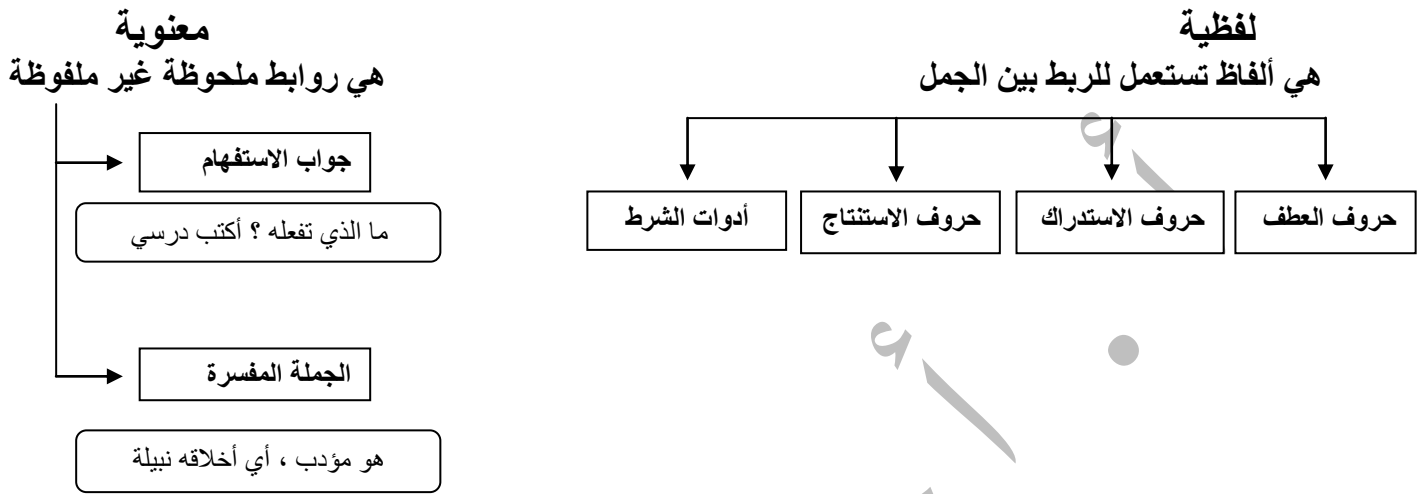 لفظية
هي ألفاظ تستعمل للربط بين الجمل
حروف العطف
حروف الاستدراك
حروف الاستنتاج
أدوات الشرط
معنوية
هي روابط ملحوظة غير ملفوظة
جواب الاستفهام
ما الذي تفعله ؟ أكتب درسي
الجملة المفسرة
هو مؤدب ، أي أخلاقه نبيلة